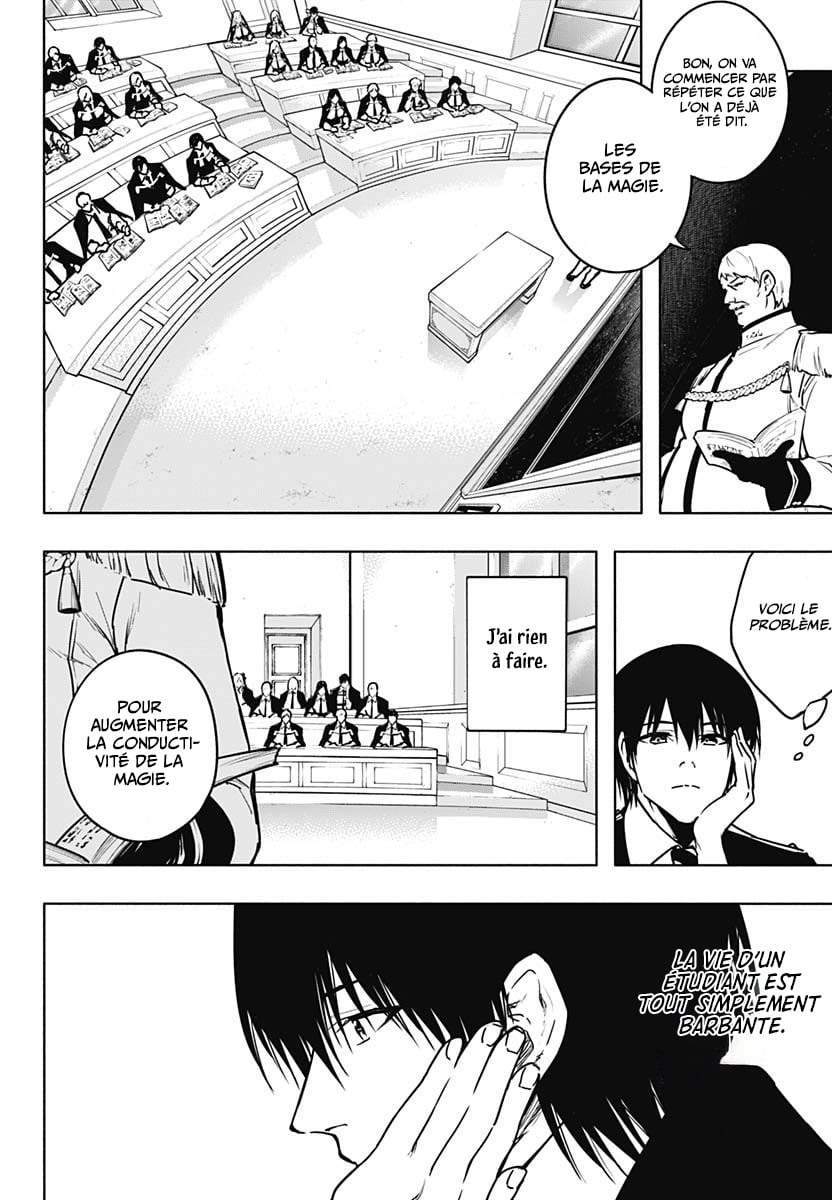 BON, ON VA
COMMENCER PAR
RÉPÉTER CE QUE
L'ON A DÉJÀ
ÉTÉ DIT.
LES
BASES DE
LA MAGIE.
VOICI LE
PROBLÈME.
J'ai rien
à faire.
POUR
AUGMENTER
LA CONDUCTI-
VITÉ DE LA
MAGIE.
LA VIE D'UN
ÉTUDIANT EST
TOUT SIMPLEMENT
BARBANTE.